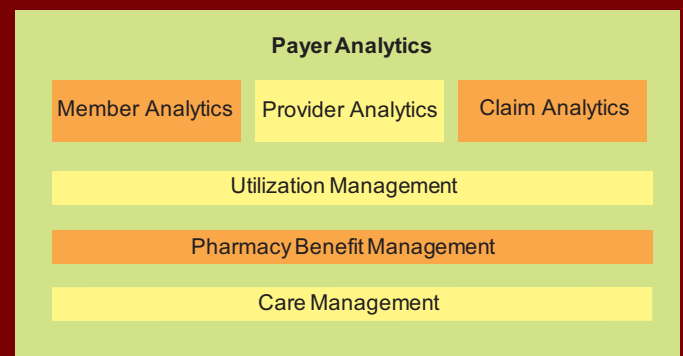 Payer Analytics
Member Analytics
Provider Analytics
Claim Analytics
Utilization Management
Pharmacy Benefit Management
Care Management